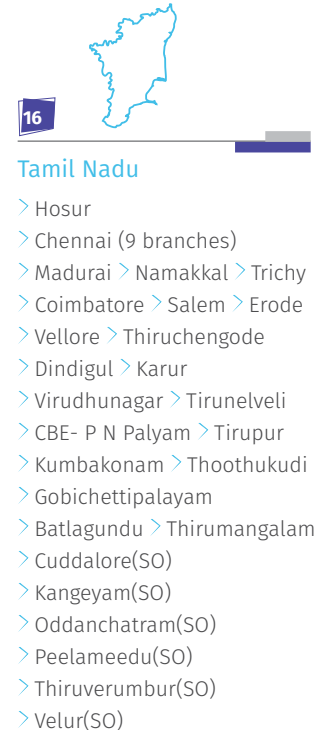 16
Tamil Nadu
> Hosur
> Chennai (9 branches)
> Madurai > Namakkal > Trichy
> Coimbatore > Salem > Erode
> Vellore > Thiruchengode
> Dindigul > Karur
> Virudhunagar > Tirunelveli
> CBE- P N Palyam > Tirupur
> Kumbakonam > Thoothukudi
> Gobichettipalayam
> Batlagundu > Thirumangalam
> Cuddalore(SO)
> Kangeyam(SO)
> Oddanchatram(SO)
> Peelameedu(SO)
> Thiruverumbur(SO)
> Velur(SO)